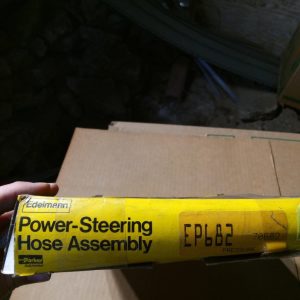 Edelmann
Power-Steering
Hose Assembly
EP682
Parker